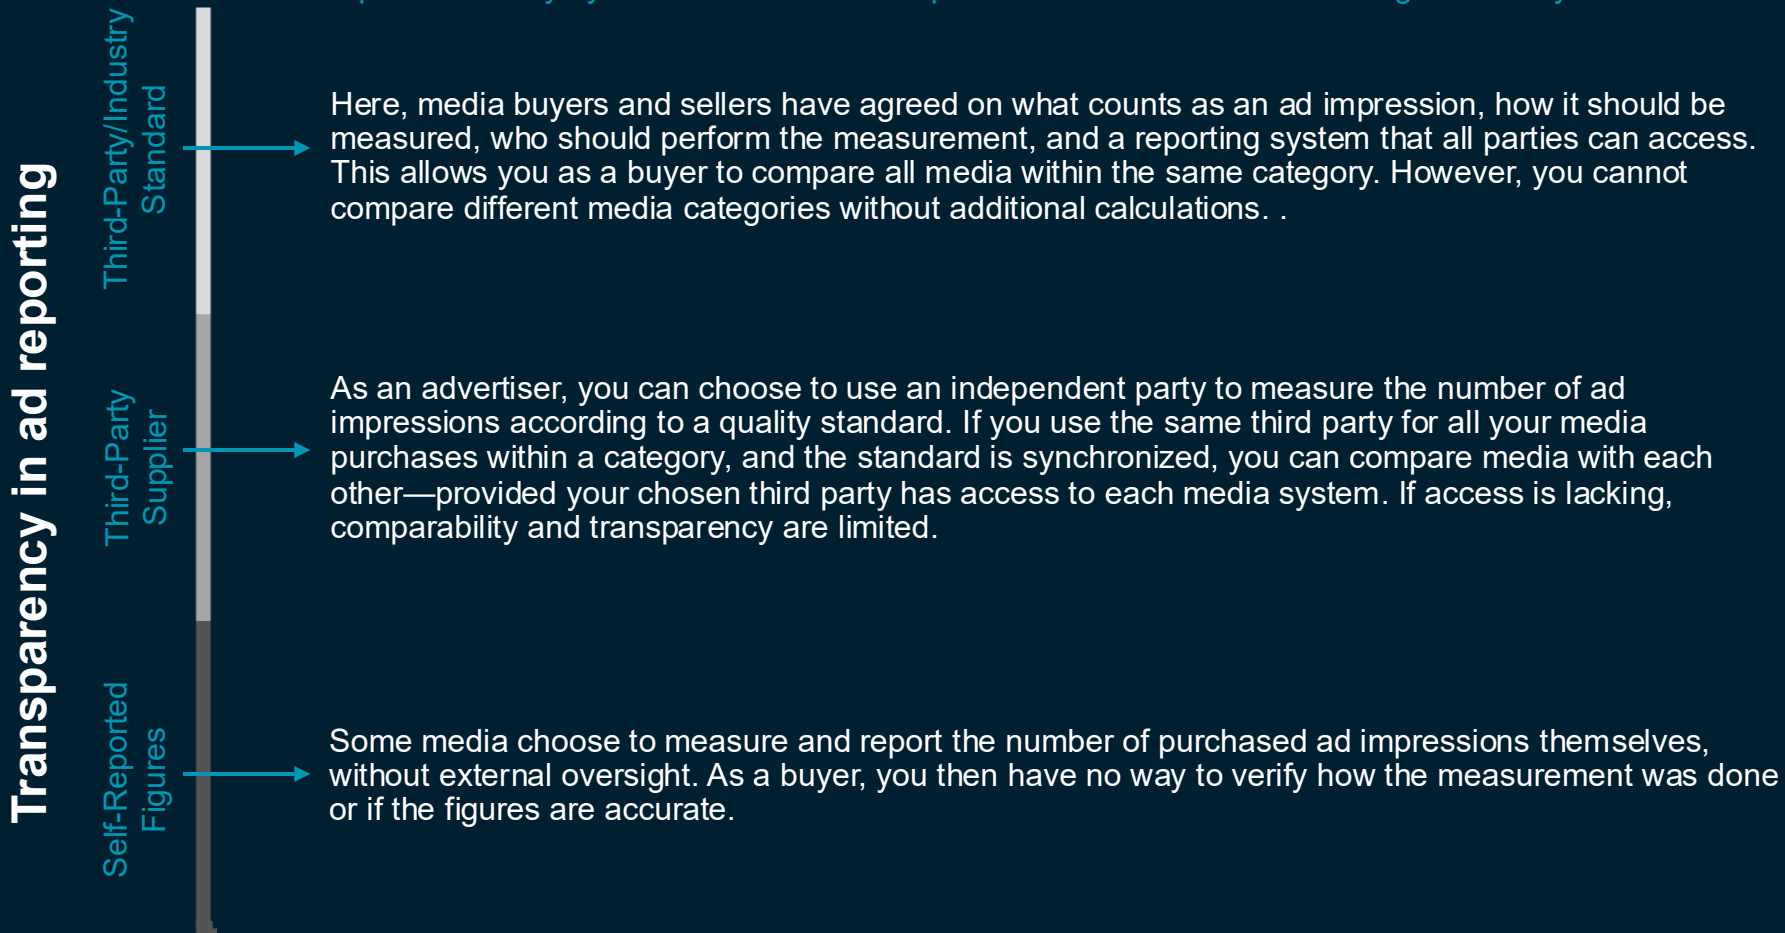 Transparency in ad reporting
Third-Party/Industry
Standard
Here, media buyers and sellers have agreed on what counts as an ad impression, how it should be
measured, who should perform the measurement, and a reporting system that all parties can access.
This allows you as a buyer to compare all media within the same category. However, you cannot
compare different media categories without additional calculations. .
Third-Party
Supplier
As an advertiser, you can choose to use an independent party to measure the number of ad
impressions according to a quality standard. If you use the same third party for all your media
purchases within a category, and the standard is synchronized, you can compare media with each
other—provided your chosen third party has access to each media system. If access is lacking,
comparability and transparency are limited.
Self-Reported
Figures
Some media choose to measure and report the number of purchased ad impressions themselves,
without external oversight. As a buyer, you then have no way to verify how the measurement was done
or if the figures are accurate.